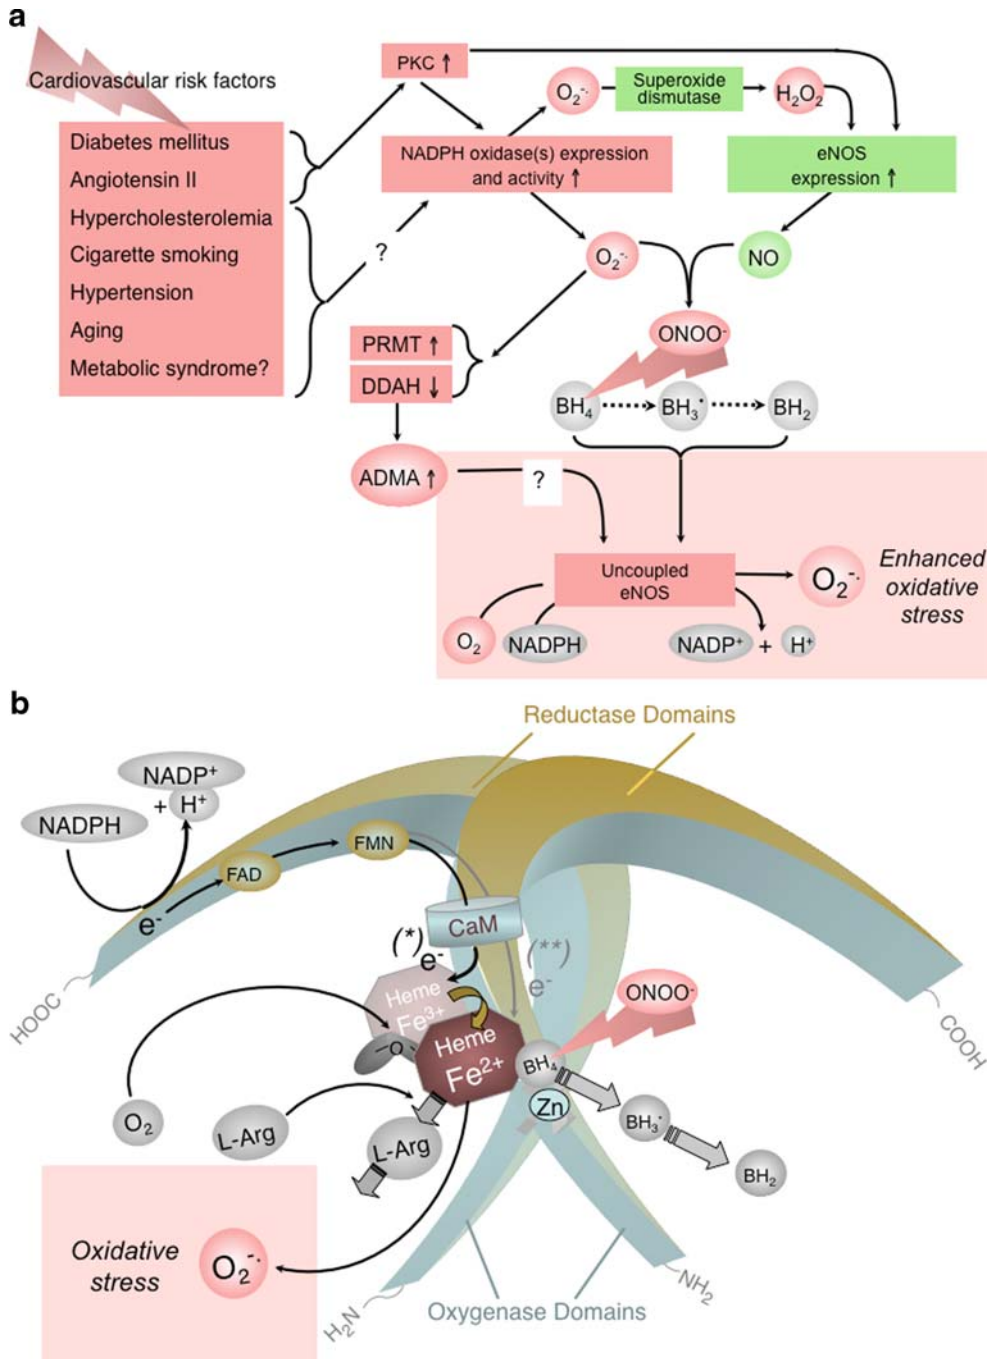 a
Cardiovascular risk factors
Diabetes mellitus
Angiotensin II
Hypercholesterolemia
Cigarette smoking
Hypertension
Aging
Metabolic syndrome?
PKC ↑
O₂⁻·
Superoxide
dismutase
H₂O₂
NADPH oxidase(s) expression
and activity ↑
eNOS
expression ↑
?
O₂⁻·
NO
ONOO⁻
PRMT ↑
DDAH ↓
BH₄
BH₃·
BH₂
ADMA ↑
?
Uncoupled
eNOS
O₂⁻·
Enhanced
oxidative
stress
O₂
NADPH
NADP⁺
+
H⁺
b
Reductase Domains
NADP⁺
+ H⁺
NADPH
FMN
FAD
e⁻
CaM
(*)
e⁻
(**)
e⁻
HOOC
COOH
Heme
Fe³⁺
ONOO⁻
-O-
Heme
Fe²⁺
BH₄
Zn
O₂
L-Arg
L-Arg
BH₃·
BH₂
Oxidative
stress
O₂⁻·
H₂N
Oxygenase Domains
NH₂